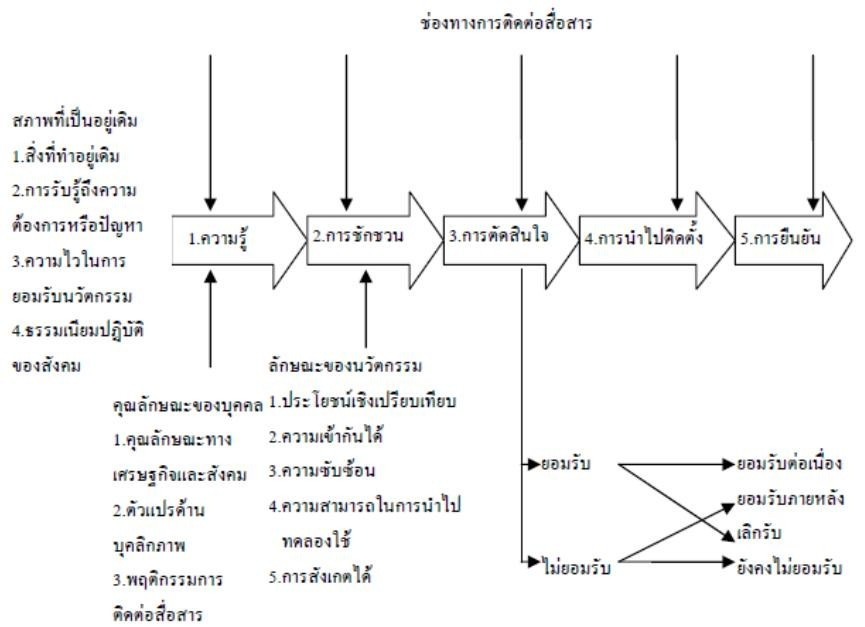 ช่องทางการติดต่อสื่อสาร
สภาพที่เป็นอยู่เดิม
1.สิ่งที่ทำอยู่เดิม
2.การรับรู้ถึงความ
ต้องการหรือปัญหา
3.ความไวในการ
ยอมรับนวัตกรรม
4.ธรรมเนียมปฎิบัติ
ของสังคม
1.ความรู้
2.การชักชวน
3.การตัดสินใจ
4.การนำไปติดตั้ง
5.การยืนยัน
คุณลักษณะของบุคคล
1.คุณลักษณะทาง
เศรษฐกิจและสังคม
2.ตัวแปรด้าน
บุคลิกภาพ
3.พฤติกรรมการ
ติดต่อสื่อสาร
ลักษณะของนวัตกรรม
1.ประโยชน์เชิงเปรียบเทียบ
2.ความเข้ากันได้
3.ความซับซ้อน
4.ความสามารถในการนำไป
ทดลองใช้
5.การสังเกตได้
ยอมรับ
ไม่ยอมรับ
ยอมรับต่อเนื่อง
ยอมรับภายหลัง
เลิกรับ
ยังคงไม่ยอมรับ